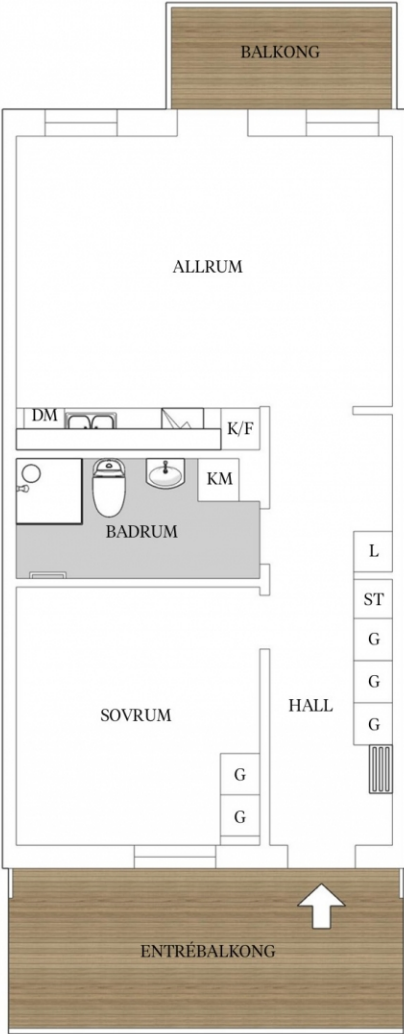 BALKONG
ALLRUM
DM
K/F
KM
BADRUM
L
ST
G
G
G
HALL
SOVRUM
G
G
ENTRÉBALKONG